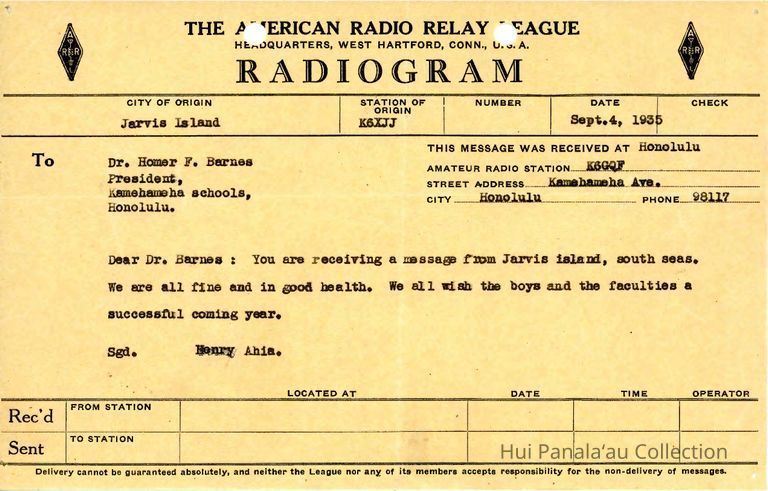 THE AMERICAN RADIO RELAY LEAGUE
HEADQUARTERS, WEST HARTFORD, CONN., U.S.A.
RADIOGRAM
CITY OF ORIGIN
Jarvis Island
STATION OF ORIGIN
K6XJJ
NUMBER
DATE
Sept.4, 1935
CHECK
To
Dr. Homer F. Barnes
President,
Kamehameha schools,
Honolulu.
THIS MESSAGE WAS RECEIVED AT Honolulu
AMATEUR RADIO STATION K6GQF
STREET ADDRESS Kamehameha Ave.
CITY Honolulu PHONE 98117
Dear Dr. Barnes : You are receiving a message from Jarvis island, south seas.
We are all fine and in good health. We all wish the boys and the faculties a
successful coming year.
Sgd. Henry Ahia.
LOCATED AT DATE TIME OPERATOR
Rec'd FROM STATION
Sent TO STATION
Hui Panalaʻau Collection
Delivery cannot be guaranteed absolutely, and neither the League nor any of its members accepts responsibility for the non-delivery of messages.